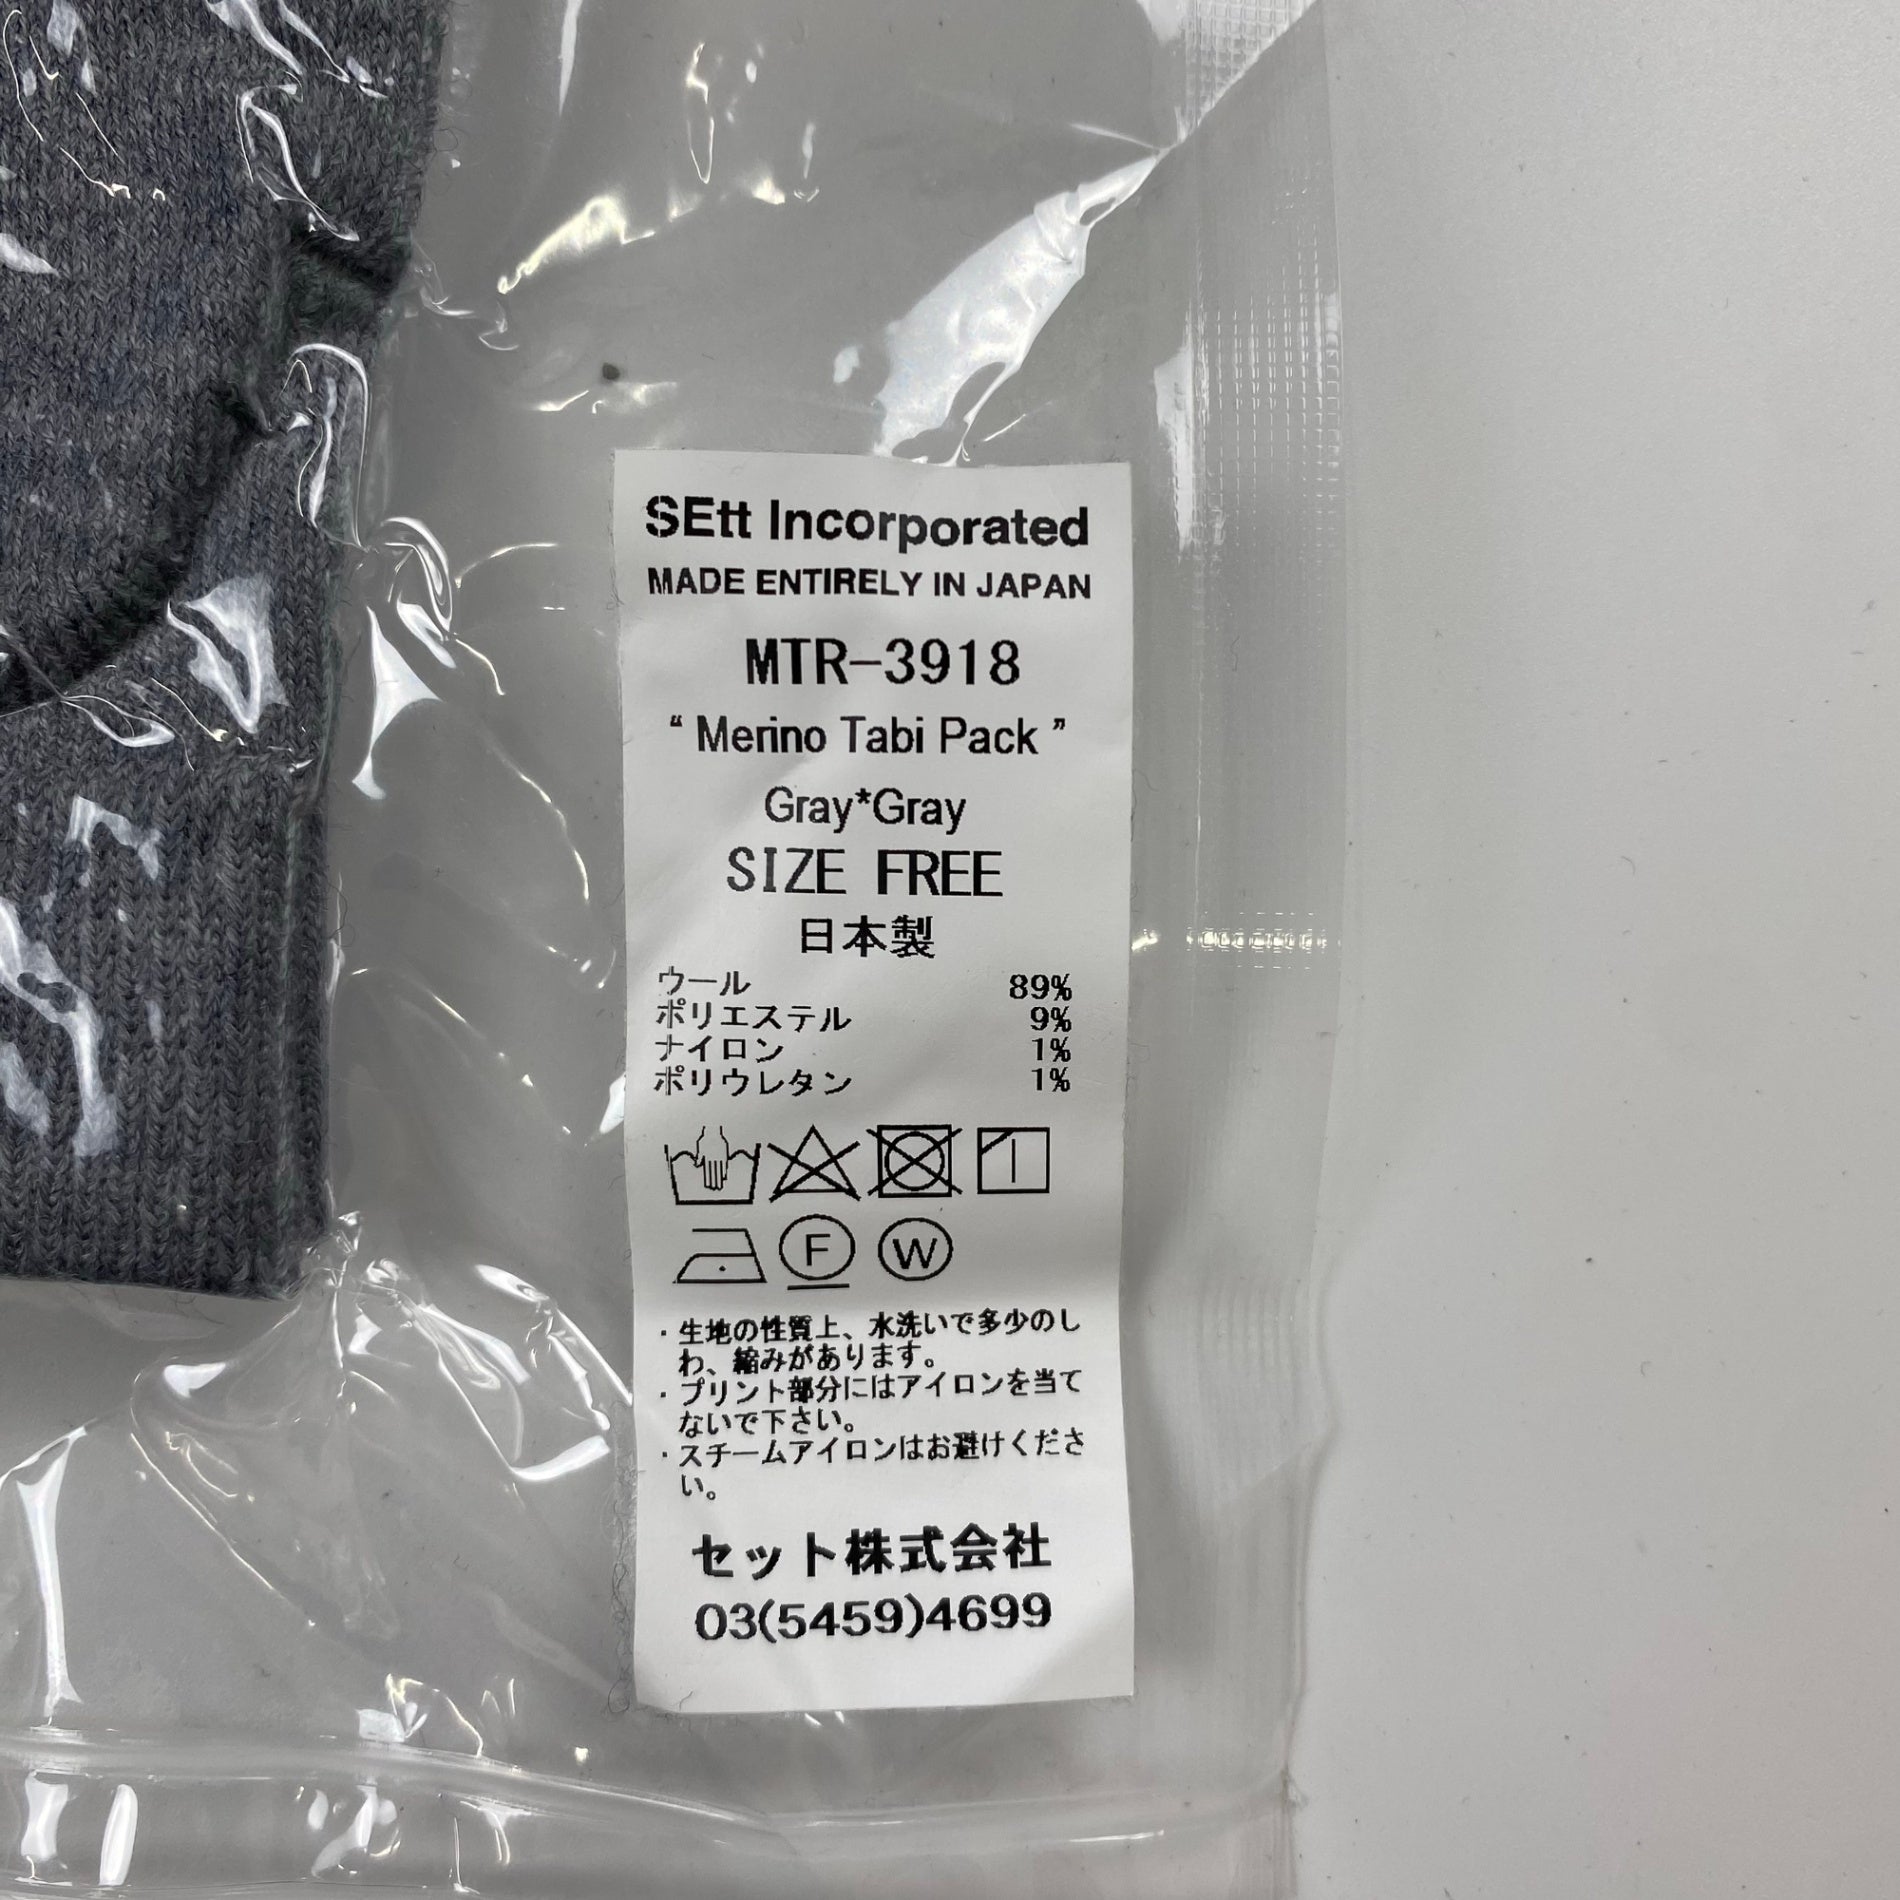 SEtt Incorporated
MADE ENTIRELY IN JAPAN
MTR-3918
“ Merino Tabi Pack ”
Gray*Gray
SIZE FREE
日本製
ウール 89%
ポリエステル 9%
ナイロン 1%
ポリウレタン 1%
F W
・生地の性質上、水洗いで多少のし
わ、縮みがあります。
・プリント部分にはアイロンを当て
ないで下さい。
・スチームアイロンはお避けくださ
い。
セット株式会社
03(5459)4699